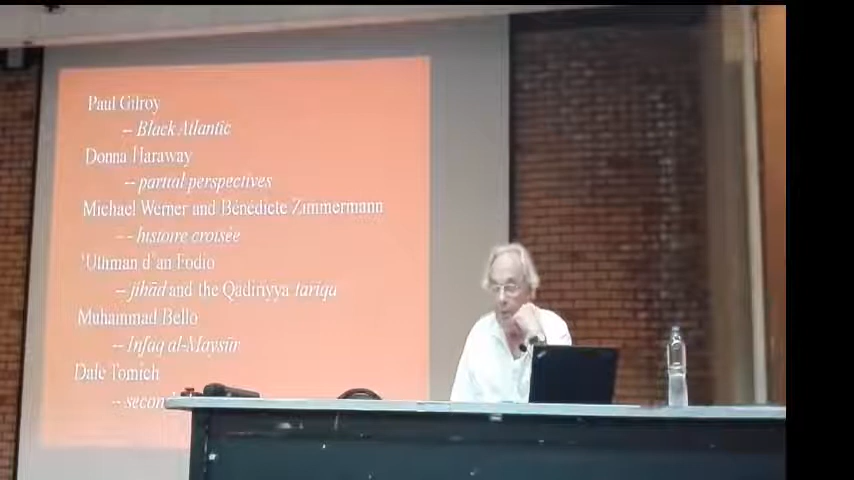 Paul Gilroy
– Black Atlantic
Donna Haraway
– partial perspectives
Michael Werner and Bénédicte Zimmermann
– histoire croisée
'Uthman d'an Fodio
– jihād and the Qadiriyya tariqa
Muhammad Bello
– Infaq al-Maysūr
Dale Tomich
– secon